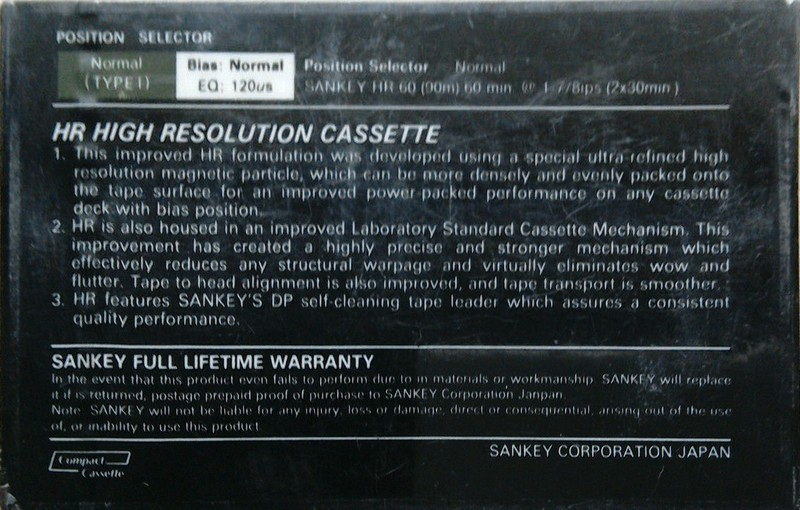 POSITION SELECTOR
Normal
(TYPE I)
Bias: Normal
EQ: 120us
Position Selector Normal
SANKEY HR 60 (90m) 60 min @ 1-7/8ips (2x30min)
HR HIGH RESOLUTION CASSETTE
1. This improved HR formulation was developed using a special ultra-refined high
resolution magnetic particle, which can be more densely and evenly packed onto
the tape surface for an improved power-packed performance on any cassette
deck with bias position.
2. HR is also housed in an improved Laboratory Standard Cassette Mechanism. This
improvement has created a highly precise and stronger mechanism which
effectively reduces any structural warpage and virtually eliminates wow and
flutter. Tape to head alignment is also improved, and tape transport is smoother.
3. HR features SANKEY'S DP self-cleaning tape leader which assures a consistent
quality performance.
SANKEY FULL LIFETIME WARRANTY
In the event that this product even fails to perform due to in materials or workmanship SANKEY will replace
it if is returned, postage prepaid proof of purchase to SANKEY Corporation Janpan.
Note: SANKEY will not be liable for any injury, loss or damage, direct or consequential, arising out of the use
of, or inability to use this product.
Compact
Cassette
SANKEY CORPORATION JAPAN